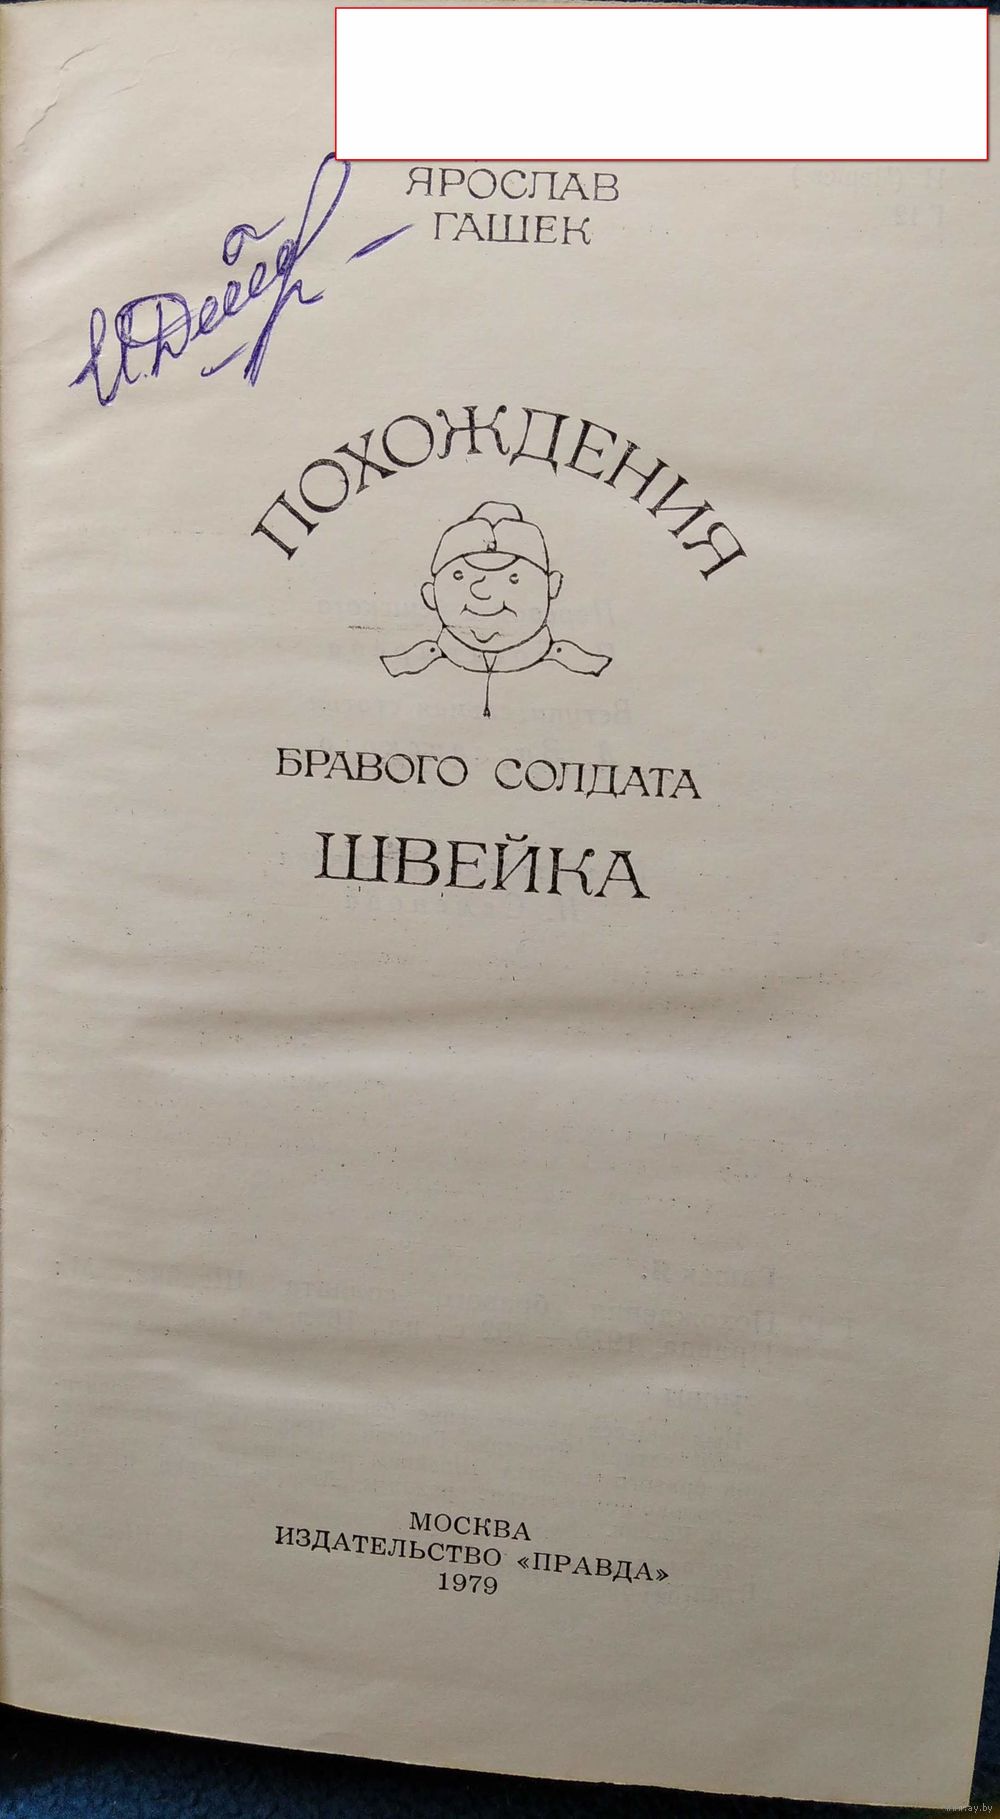 ЯРОСЛАВ
ГАШЕК
ПОХОЖДЕНИЯ
БРАВОГО СОЛДАТА
ШВЕЙКА
МОСКВА
ИЗДАТЕЛЬСТВО «ПРАВДА»
1979